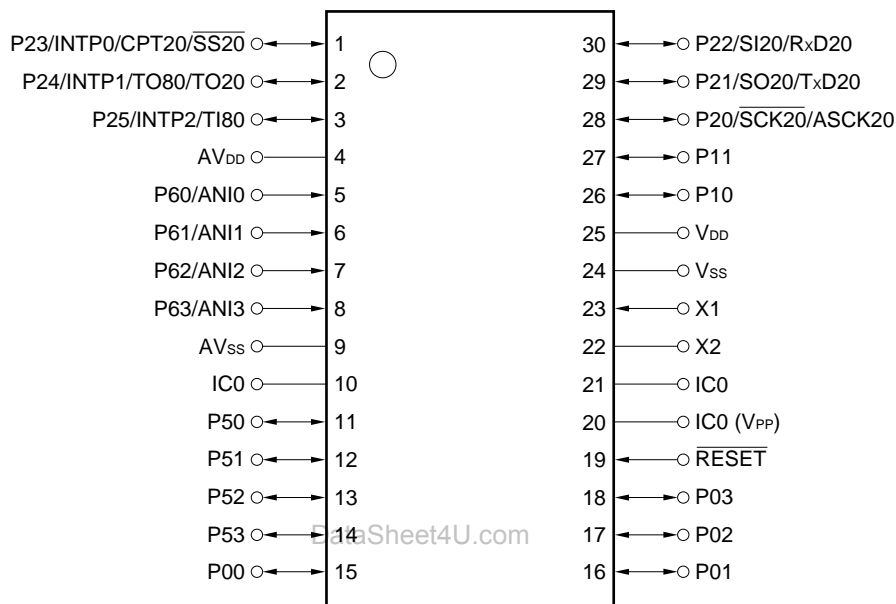 P23/INTP0/CPT20/SS20 1 30 P22/SI20/RxD20
P24/INTP1/TO80/TO20 2 29 P21/SO20/TxD20
P25/INTP2/TI80 3 28 P20/SCK20/ASCK20
AVDD 4 27 P11
P60/ANI0 5 26 P10
P61/ANI1 6 25 VDD
P62/ANI2 7 24 VSS
P63/ANI3 8 23 X1
AVSS 9 22 X2
IC0 10 21 IC0
P50 11 20 IC0 (VPP)
P51 12 19 RESET
P52 13 18 P03
P53 14 17 P02
DataSheet4U.com
P00 15 16 P01